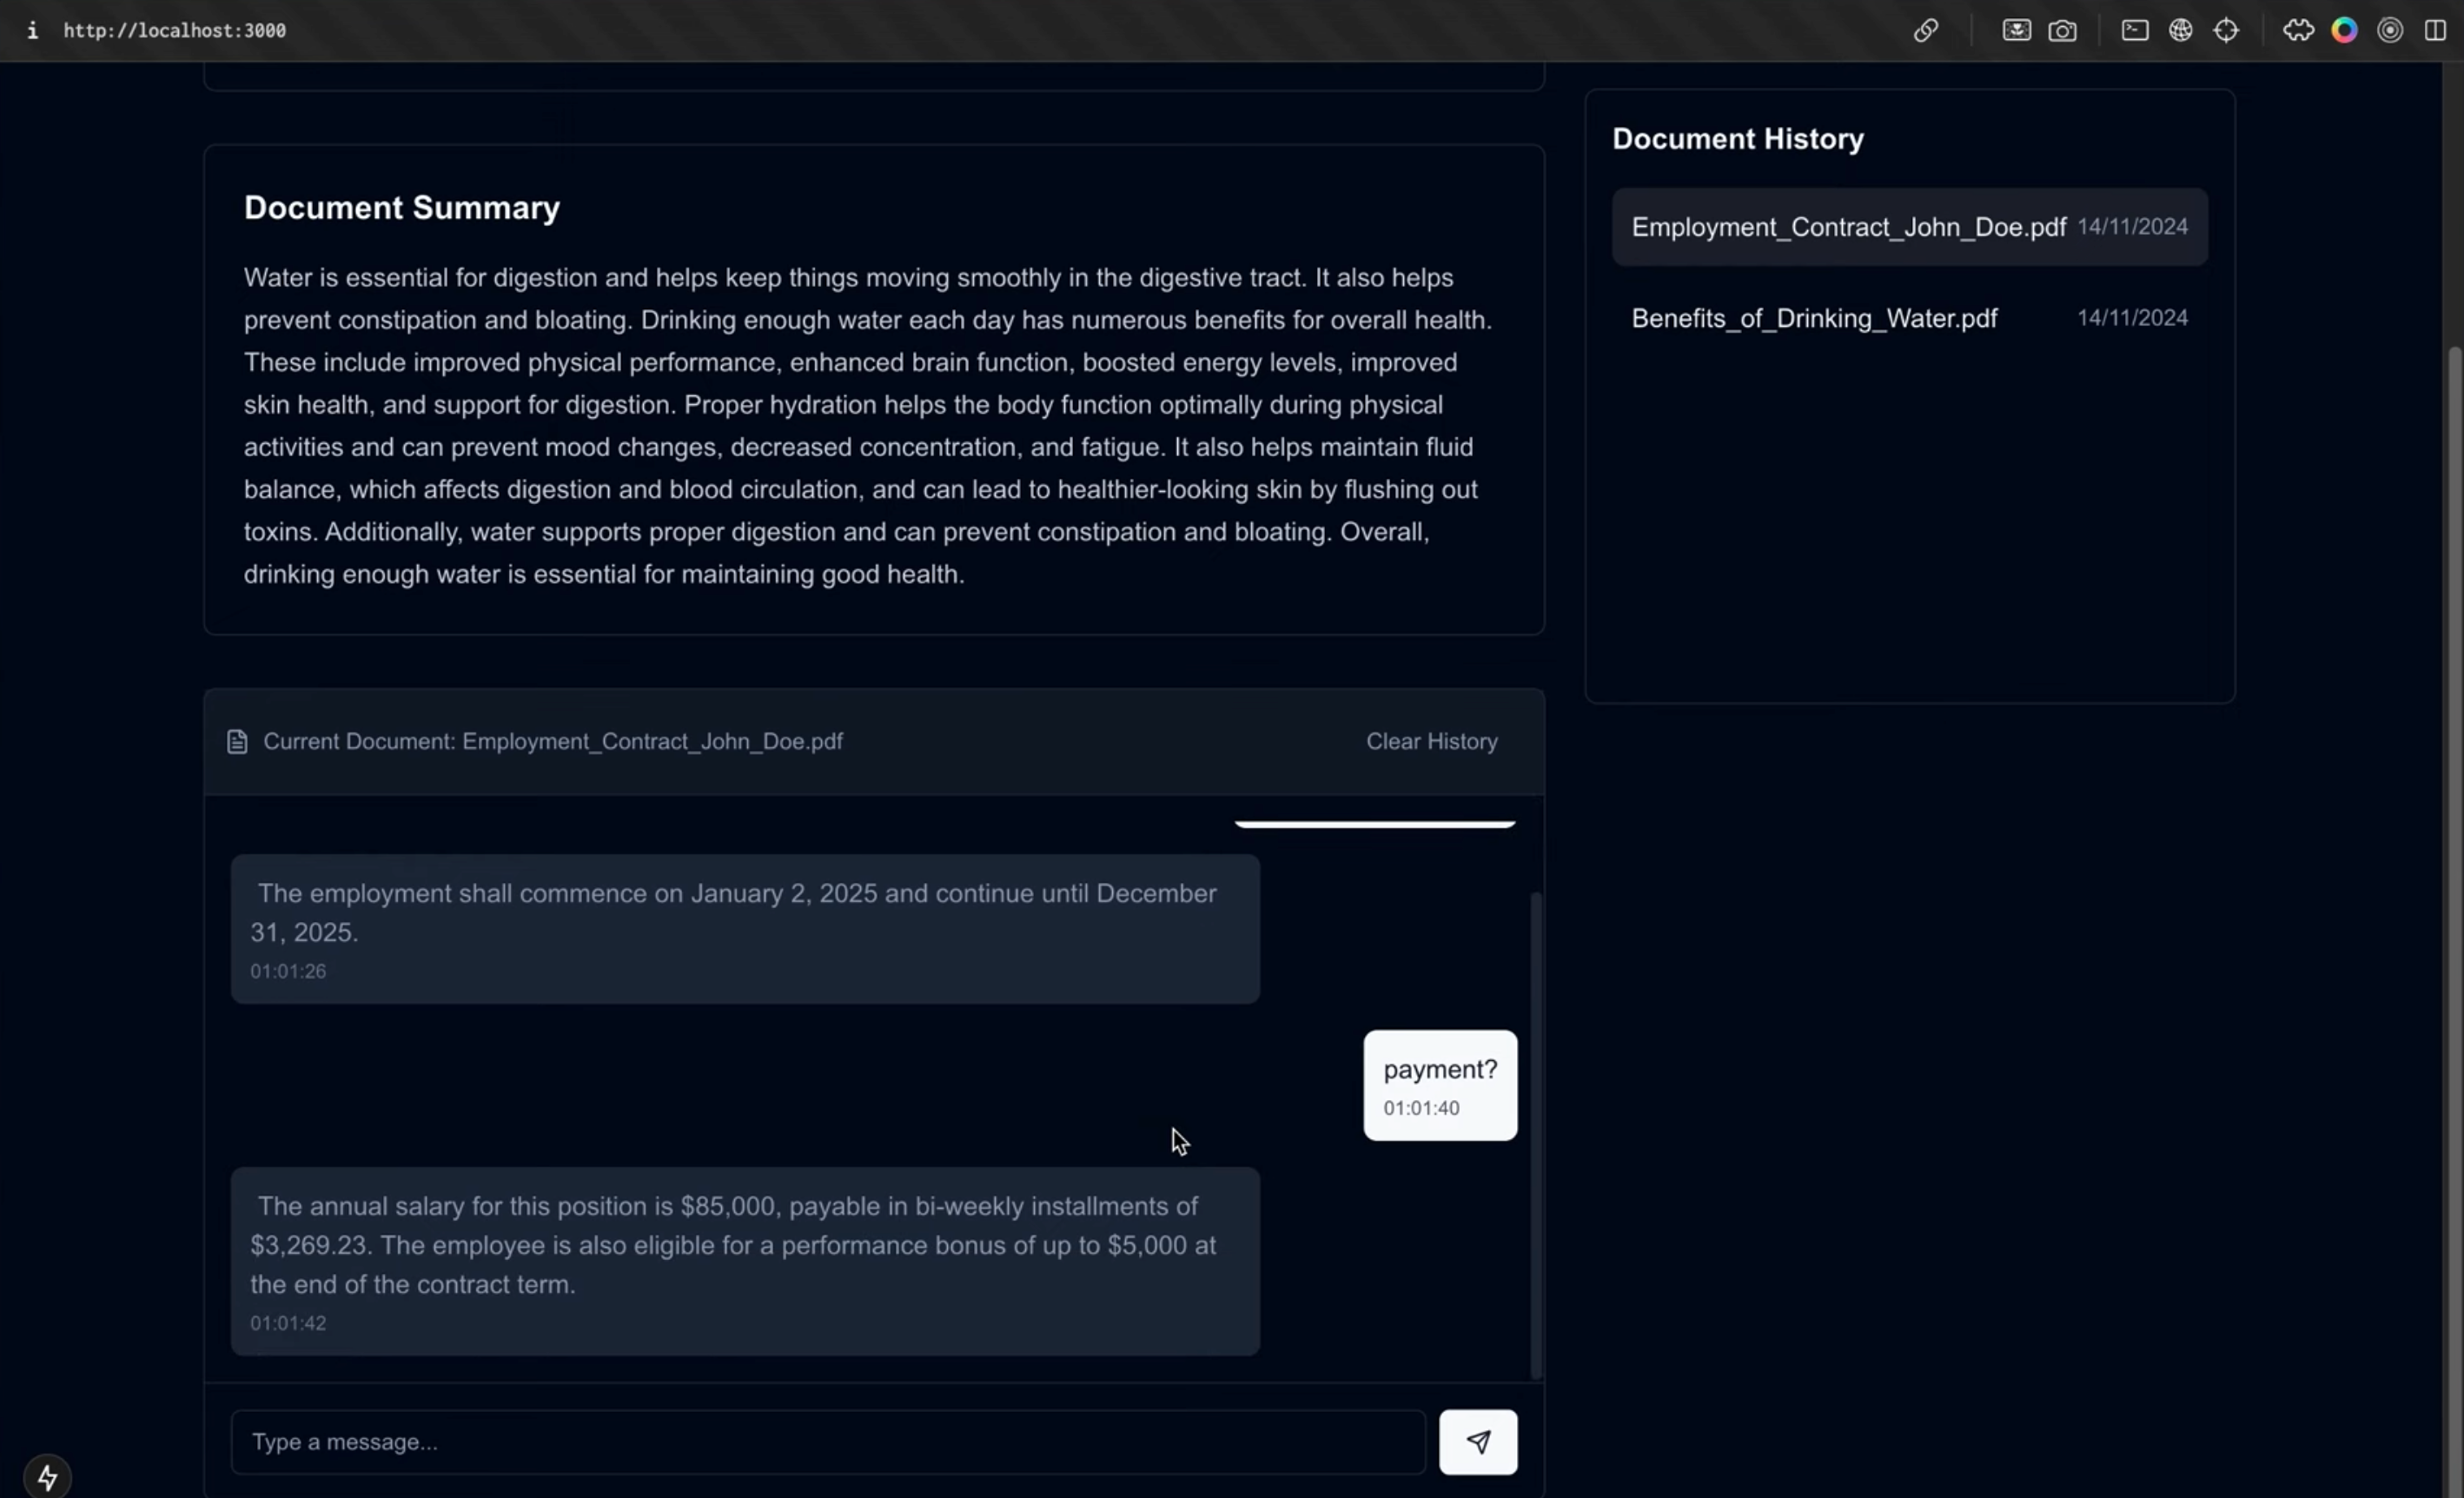 i http://localhost:3000
Document Summary
Water is essential for digestion and helps keep things moving smoothly in the digestive tract. It also helps
prevent constipation and bloating. Drinking enough water each day has numerous benefits for overall health.
These include improved physical performance, enhanced brain function, boosted energy levels, improved
skin health, and support for digestion. Proper hydration helps the body function optimally during physical
activities and can prevent mood changes, decreased concentration, and fatigue. It also helps maintain fluid
balance, which affects digestion and blood circulation, and can lead to healthier-looking skin by flushing out
toxins. Additionally, water supports proper digestion and can prevent constipation and bloating. Overall,
drinking enough water is essential for maintaining good health.
Current Document: Employment_Contract_John_Doe.pdf Clear History
The employment shall commence on January 2, 2025 and continue until December
31, 2025.
01:01:26
payment?
01:01:40
The annual salary for this position is $85,000, payable in bi-weekly installments of
$3,269.23. The employee is also eligible for a performance bonus of up to $5,000 at
the end of the contract term.
01:01:42
Type a message...
Document History
Employment_Contract_John_Doe.pdf 14/11/2024
Benefits_of_Drinking_Water.pdf 14/11/2024